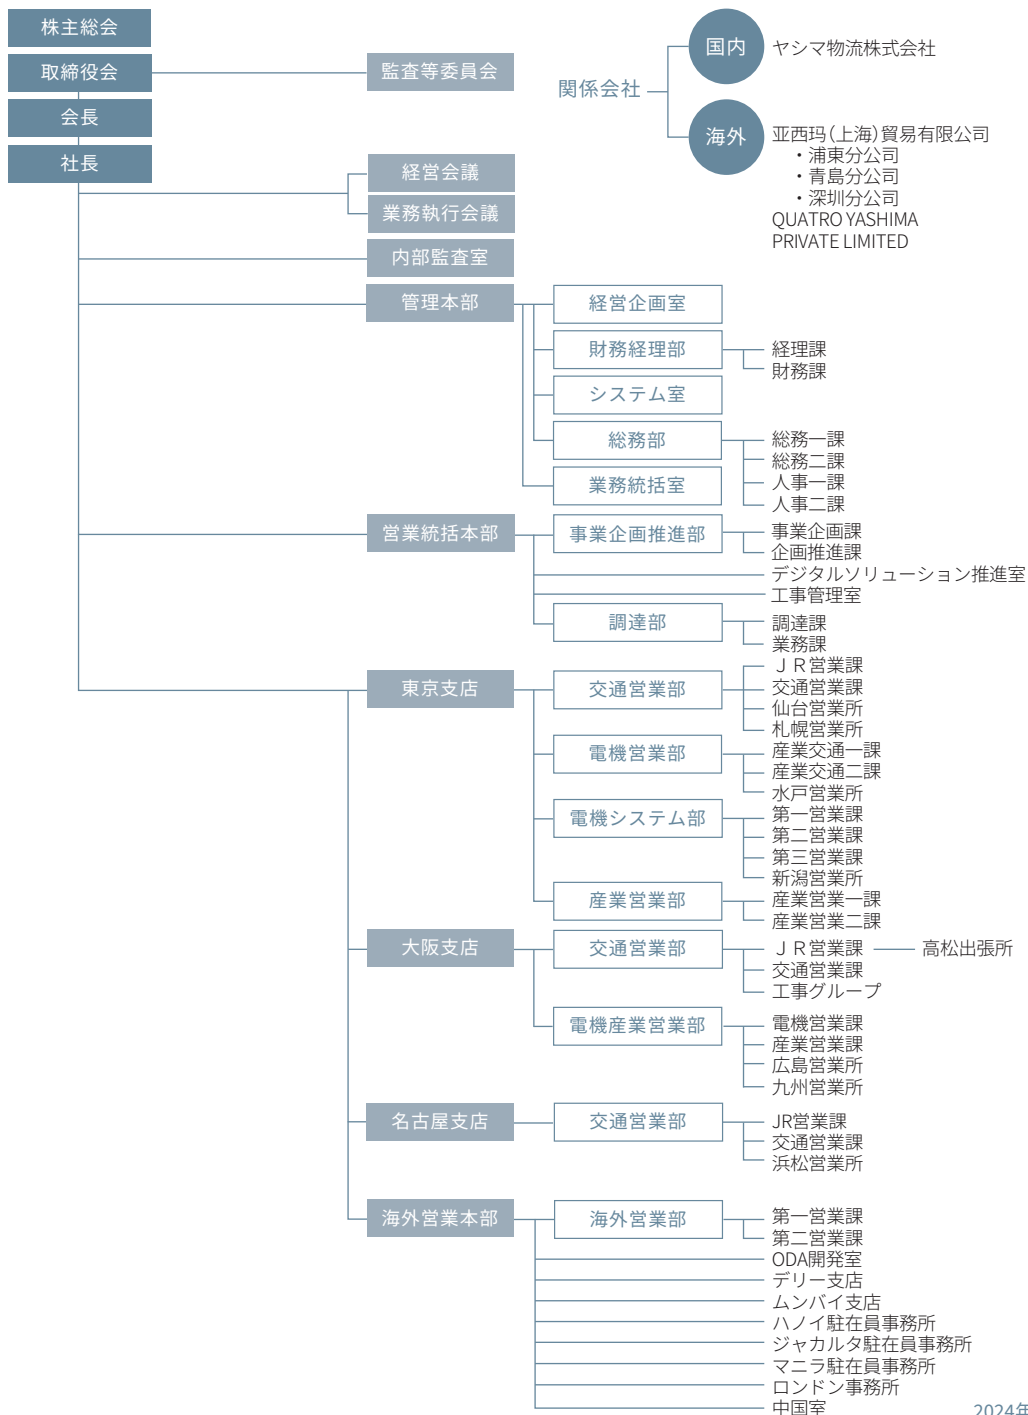 株主総会
取締役会
監査等委員会
会長
社長
関係会社
国内
ヤシマ物流株式会社
海外
亚西玛(上海)貿易有限公司
・浦東分公司
・青島分公司
・深圳分公司
QUATRO YASHIMA
PRIVATE LIMITED
経営会議
業務執行会議
内部監査室
管理本部
経営企画室
財務経理部
経理課
財務課
システム室
総務部
総務一課
総務二課
人事一課
人事二課
業務統括室
営業統括本部
事業企画推進部
事業企画課
企画推進課
デジタルソリューション推進室
工事管理室
調達部
調達課
業務課
東京支店
交通営業部
ＪＲ営業課
交通営業課
仙台営業所
札幌営業所
電機営業部
産業交通一課
産業交通二課
水戸営業所
電機システム部
第一営業課
第二営業課
第三営業課
新潟営業所
産業営業部
産業営業一課
産業営業二課
大阪支店
交通営業部
ＪＲ営業課
高松出張所
交通営業課
工事グループ
電機産業営業部
電機営業課
産業営業課
広島営業所
九州営業所
名古屋支店
交通営業部
JR営業課
交通営業課
浜松営業所
海外営業本部
海外営業部
第一営業課
第二営業課
ODA開発室
デリー支店
ムンバイ支店
ハノイ駐在員事務所
ジャカルタ駐在員事務所
マニラ駐在員事務所
ロンドン事務所
中国室
2024年